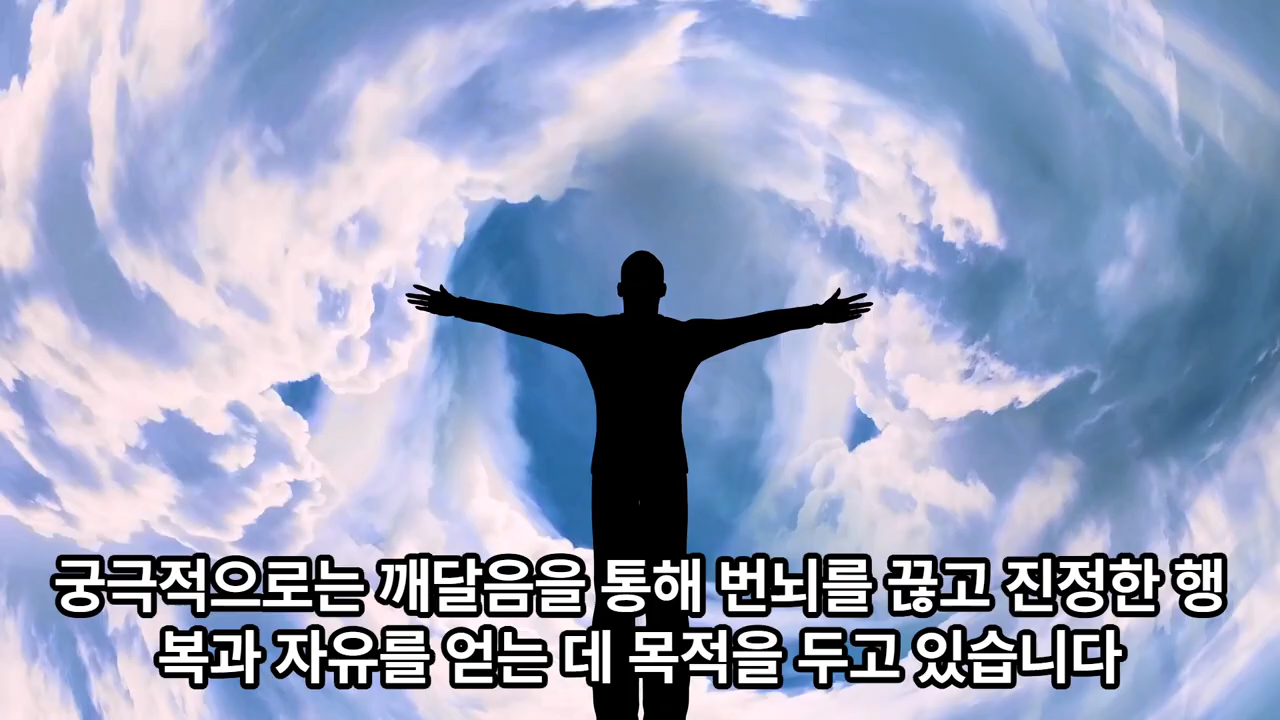 궁극적으로는 깨달음을 통해 번뇌를 끊고 진정한 행
복과 자유를 얻는 데 목적을 두고 있습니다